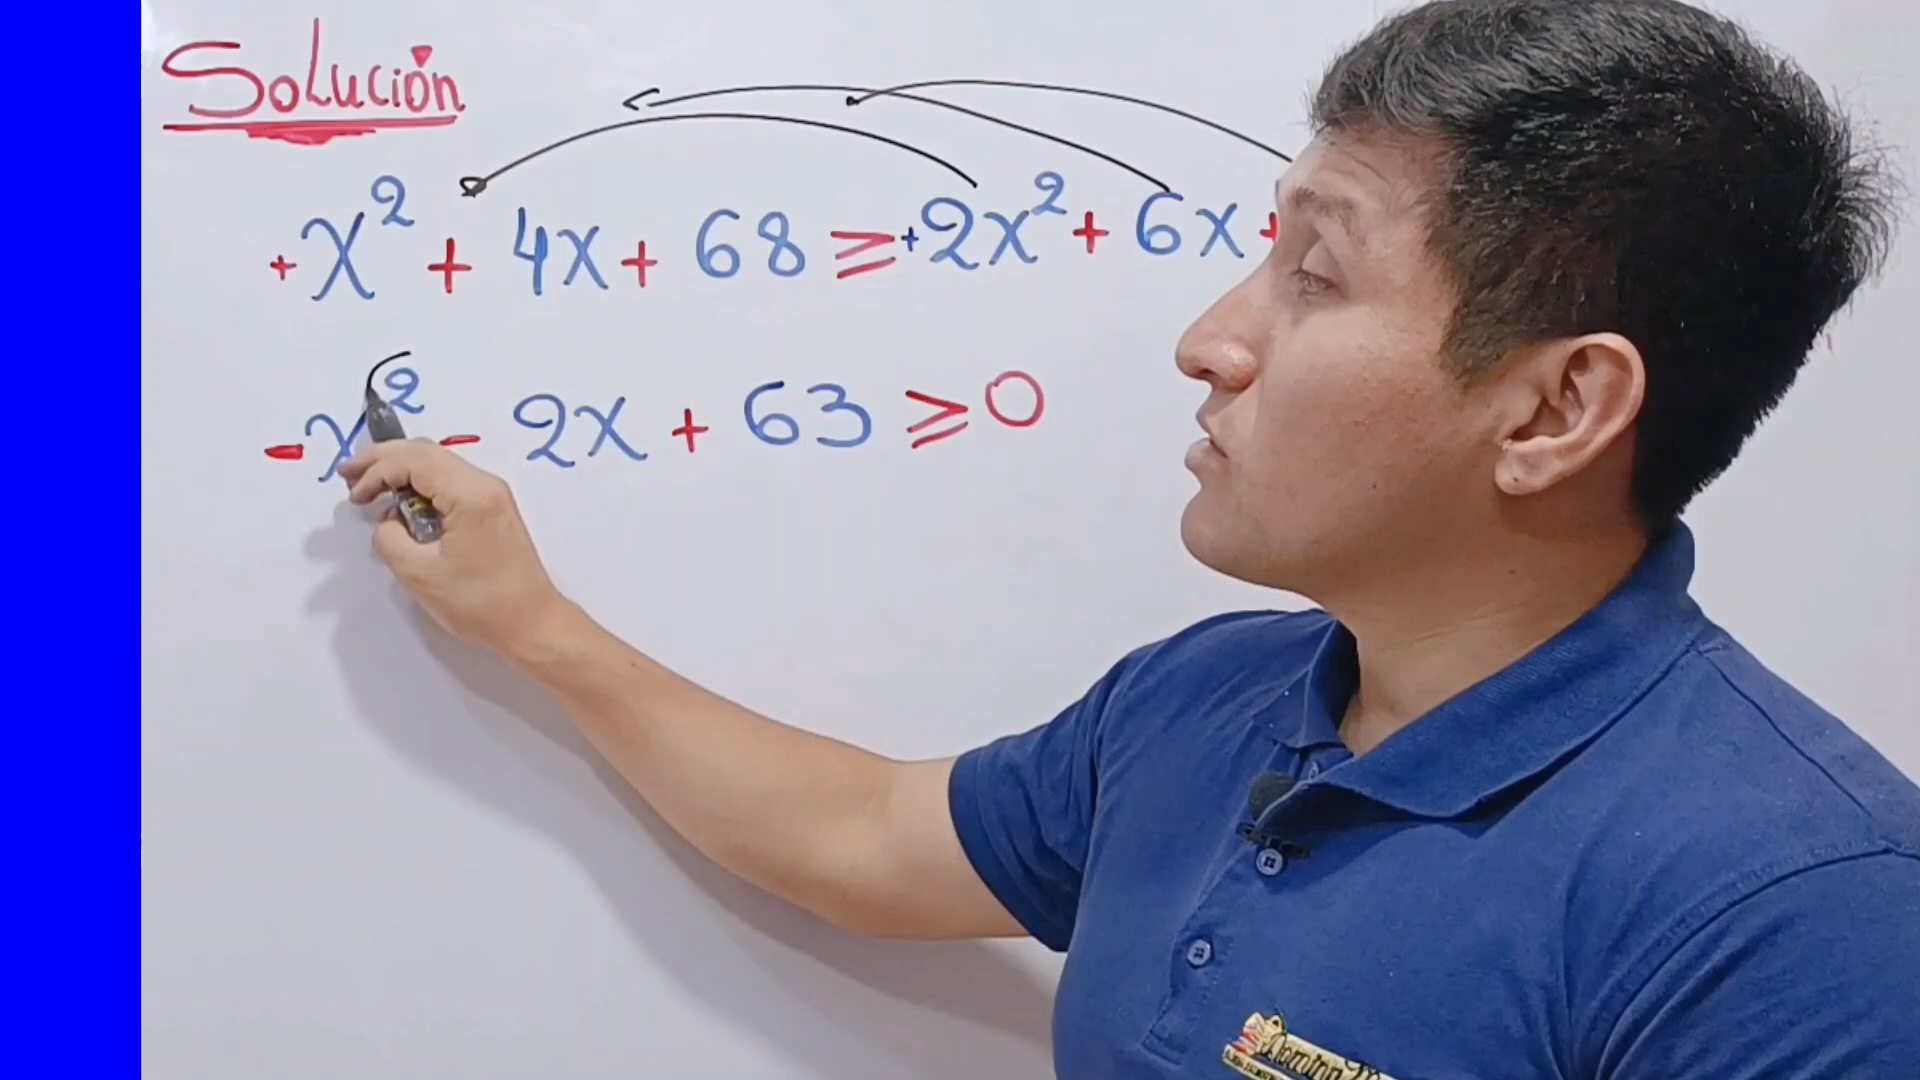 Solución
+x² + 4x + 68 ≥ +2x² + 6x +
-x² - 2x + 63 ≥ 0